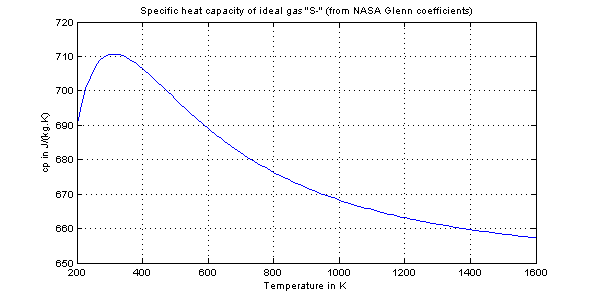 Specific heat capacity of ideal gas "S-" (from NASA Glenn coefficients)
720
710
700
690
680
670
660
650
cp in J/(kg.K)
200 400 600 800 1000 1200 1400 1600
Temperature in K